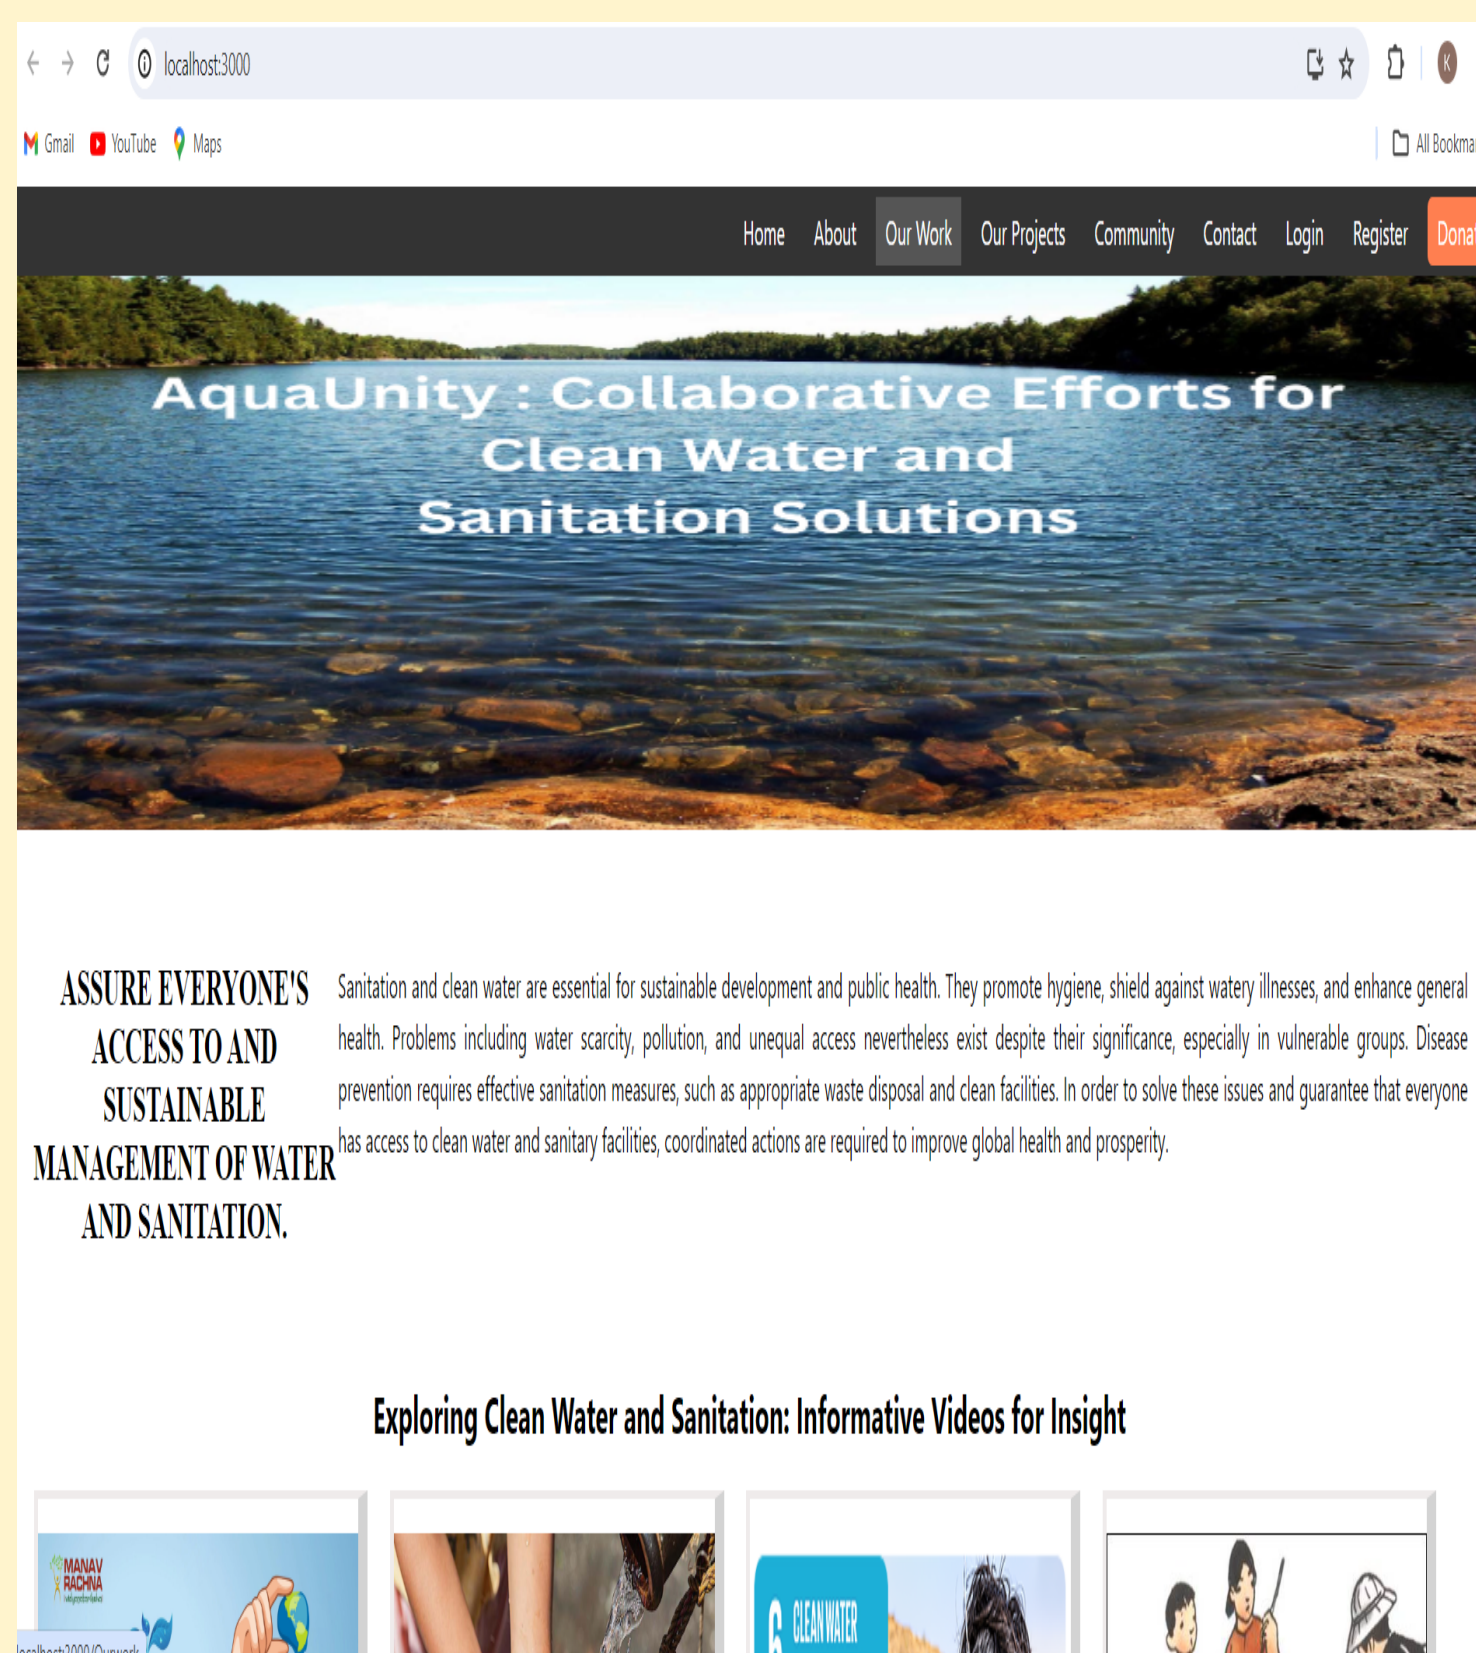 localhost:3000
Gmail YouTube Maps All Bookma
Home About Our Work Our Projects Community Contact Login Register Dona
AquaUnity : Collaborative Efforts for
Clean Water and
Sanitation Solutions
ASSURE EVERYONE'S
ACCESS TO AND
SUSTAINABLE
MANAGEMENT OF WATER
AND SANITATION.
Sanitation and clean water are essential for sustainable development and public health. They promote hygiene, shield against watery illnesses, and enhance general
health. Problems including water scarcity, pollution, and unequal access nevertheless exist despite their significance, especially in vulnerable groups. Disease
prevention requires effective sanitation measures, such as appropriate waste disposal and clean facilities. In order to solve these issues and guarantee that everyone
has access to clean water and sanitary facilities, coordinated actions are required to improve global health and prosperity.
Exploring Clean Water and Sanitation: Informative Videos for Insight
MANAV
RACHNA
6 CLEAN WATER